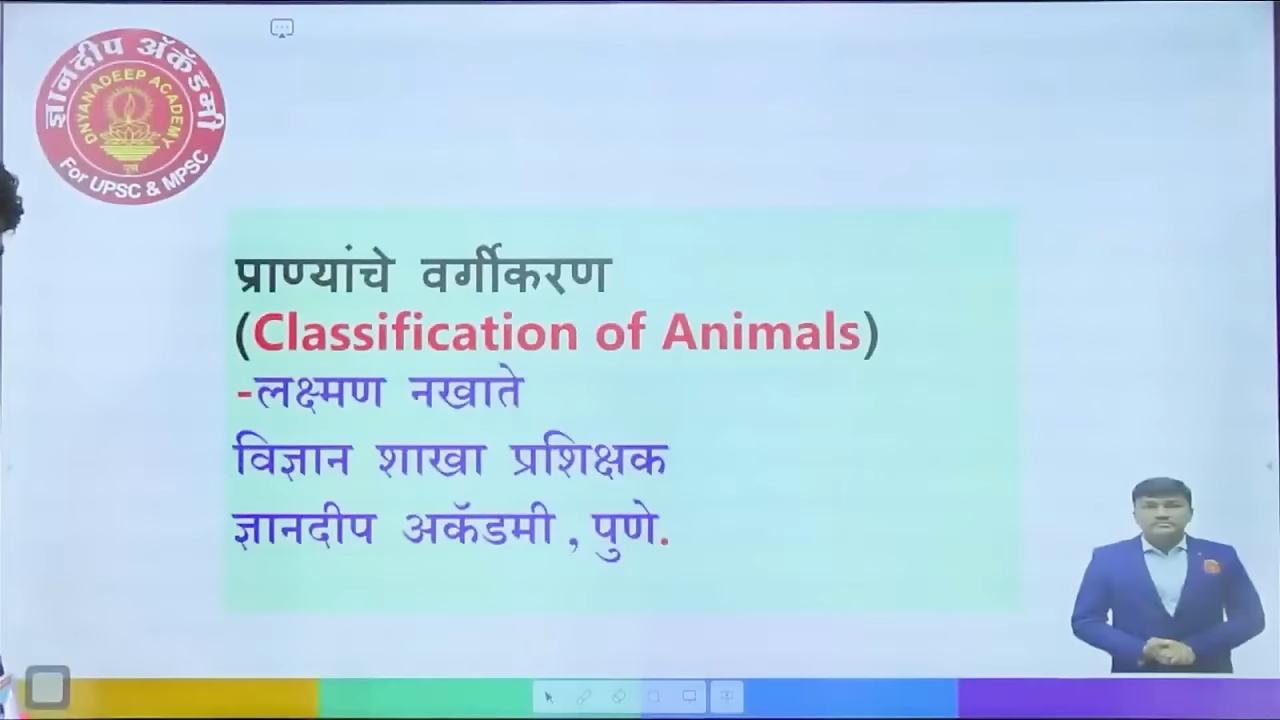 ज्ञानदीप अ‍ॅकॅडमी
DNYANADEEP ACADEMY
पुणे
For UPSC & MPSC
प्राण्यांचे वर्गीकरण
(Classification of Animals)
-लक्ष्मण नखाते
विज्ञान शाखा प्रशिक्षक
ज्ञानदीप अकॅडमी, पुणे.